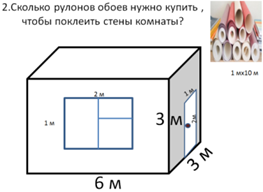 2.Сколько рулонов обоев нужно купить ,
чтобы поклеить стены комнаты?
1 мх10 м
2 м
1 м
1 м
2м
3 м
3 м
6 м